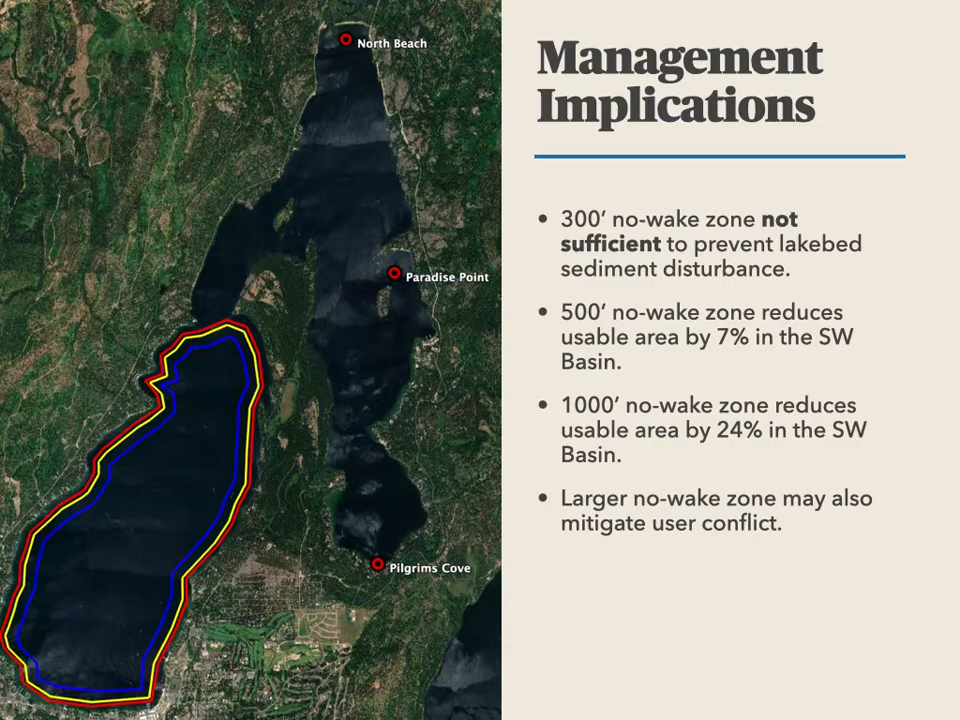 North Beach
Paradise Point
Pilgrims Cove
Management
Implications
• 300’ no-wake zone not
sufficient to prevent lakebed
sediment disturbance.
• 500’ no-wake zone reduces
usable area by 7% in the SW
Basin.
• 1000’ no-wake zone reduces
usable area by 24% in the SW
Basin.
• Larger no-wake zone may also
mitigate user conflict.